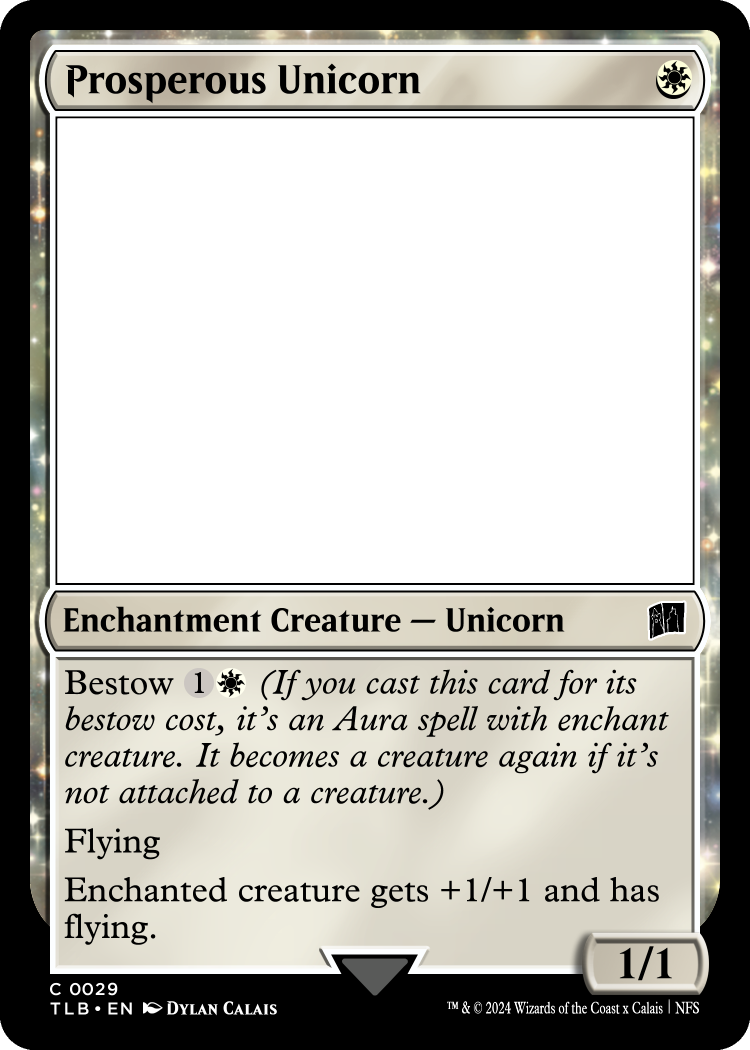 Prosperous Unicorn
Enchantment Creature — Unicorn
Bestow 1 (If you cast this card for its
bestow cost, it's an Aura spell with enchant
creature. It becomes a creature again if it's
not attached to a creature.)
Flying
Enchanted creature gets +1/+1 and has
flying.
1/1
C 0029
TLB • EN Dylan Calais
™ & © 2024 Wizards of the Coast x Calais | NFS